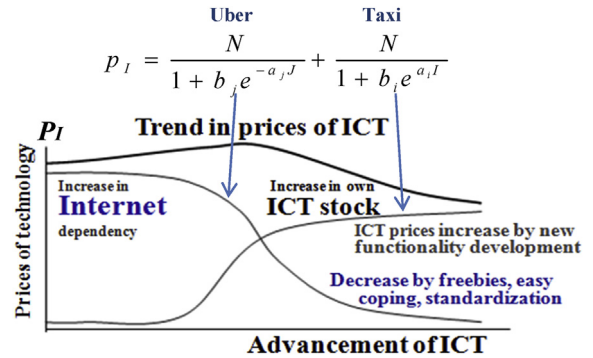 Uber Taxi
p_I = N / (1 + b_j e^{-a_j J}) + N / (1 + b_i e^{a_i I})
P_I
Trend in prices of ICT
Prices of technology
Increase in
Internet
dependency
Increase in own
ICT stock
ICT prices increase by new
functionality development
Decrease by freebies, easy
coping, standardization
Advancement of ICT